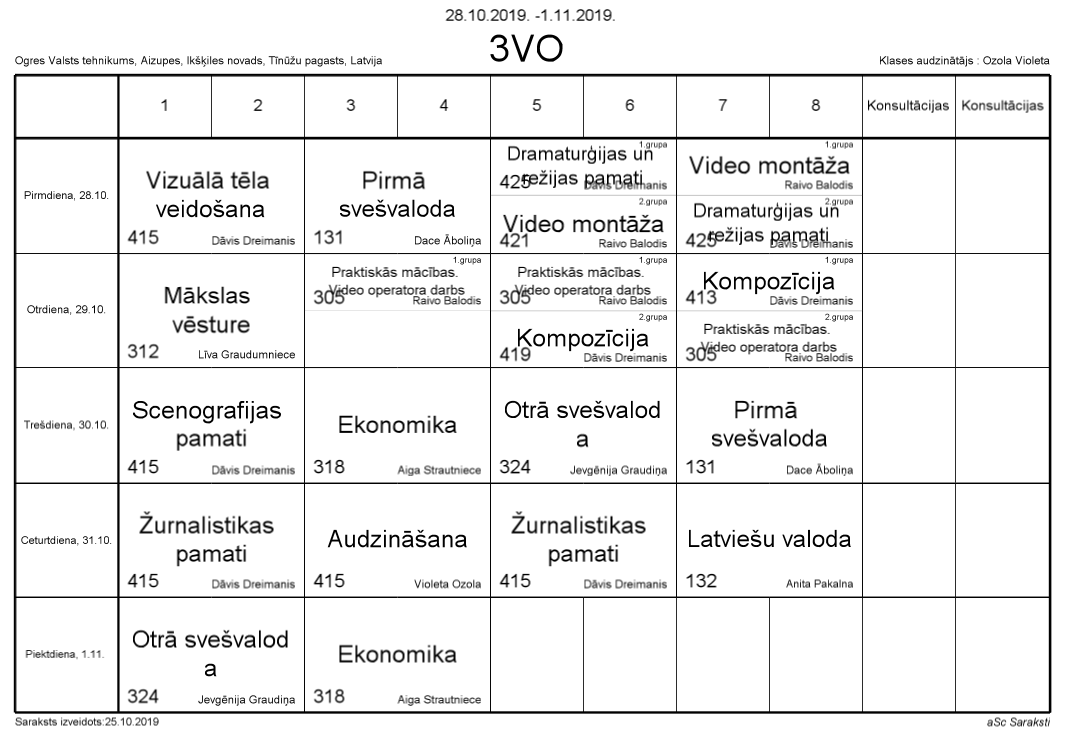 28.10.2019. -1.11.2019.
3VO
Ogres Valsts tehnikums, Aizupes, Ikšķiles novads, Tīnūžu pagasts, Latvija
Klases audzinātājs : Ozola Violeta
1 2 3 4 5 6 7 8 Konsultācijas Konsultācijas
Pirmdiena, 28.10.
Vizuālā tēla
veidošana
415 Dāvis Dreimanis
Pirmā
svešvaloda
131 Dace Āboliņa
1.grupa
Dramaturģijas un
režijas pamati
425 Dāvis Dreimanis
2.grupa
Video montāža
421 Raivo Balodis
1.grupa
Video montāža
Raivo Balodis
2.grupa
Dramaturģijas un
režijas pamati
425 Dāvis Dreimanis
Otrdiena, 29.10.
Mākslas
vēsture
312 Līva Graudumniece
1.grupa
Praktiskās mācības.
Video operatora darbs
305 Raivo Balodis
1.grupa
Praktiskās mācības.
Video operatora darbs
305 Raivo Balodis
2.grupa
Kompozīcija
419 Dāvis Dreimanis
1.grupa
Kompozīcija
413 Dāvis Dreimanis
2.grupa
Praktiskās mācības.
Video operatora darbs
305 Raivo Balodis
Trešdiena, 30.10.
Scenografijas
pamati
415 Dāvis Dreimanis
Ekonomika
318 Aiga Strautniece
Otrā svešvalod
a
324 Jevgēnija Graudiņa
Pirmā
svešvaloda
131 Dace Āboliņa
Ceturtdiena, 31.10.
Žurnalistikas
pamati
415 Dāvis Dreimanis
Audzināšana
415 Violeta Ozola
Žurnalistikas
pamati
415 Dāvis Dreimanis
Latviešu valoda
132 Anita Pakalna
Piektdiena, 1.11.
Otrā svešvalod
a
324 Jevgēnija Graudiņa
Ekonomika
318 Aiga Strautniece
Saraksts izveidots:25.10.2019
aSc Saraksti